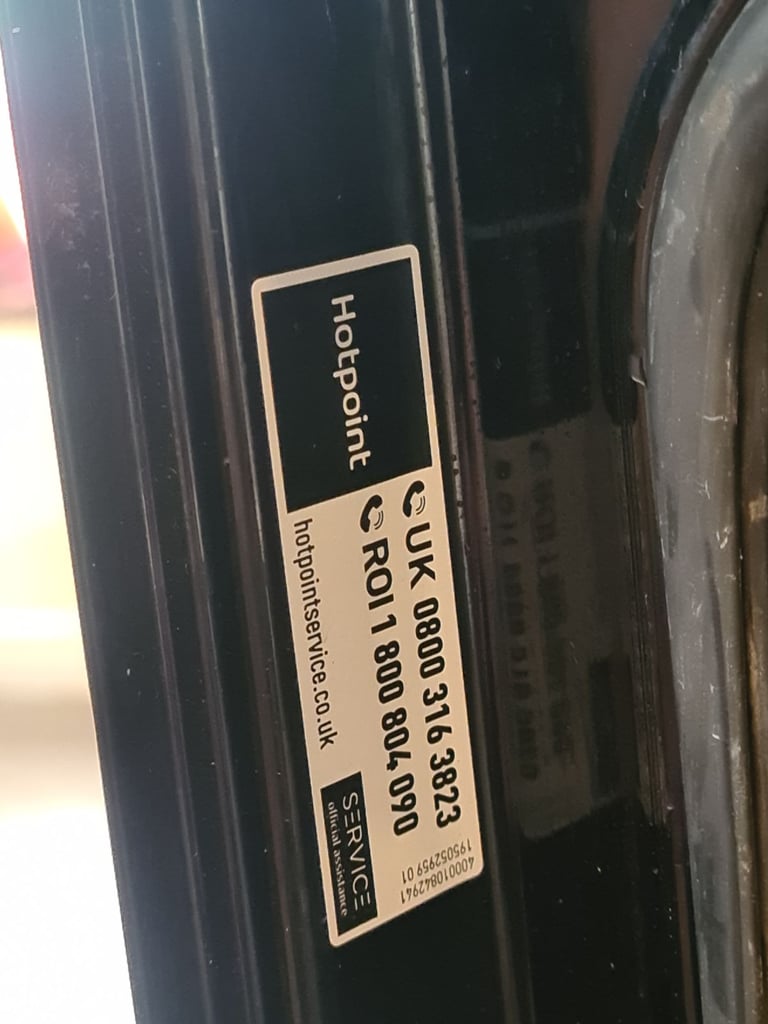 Hotpoint
UK 0800 316 3823
ROI 1 800 804 090
hotpointservice.co.uk
SERVICE
official assistance
400010842941
195052959 01